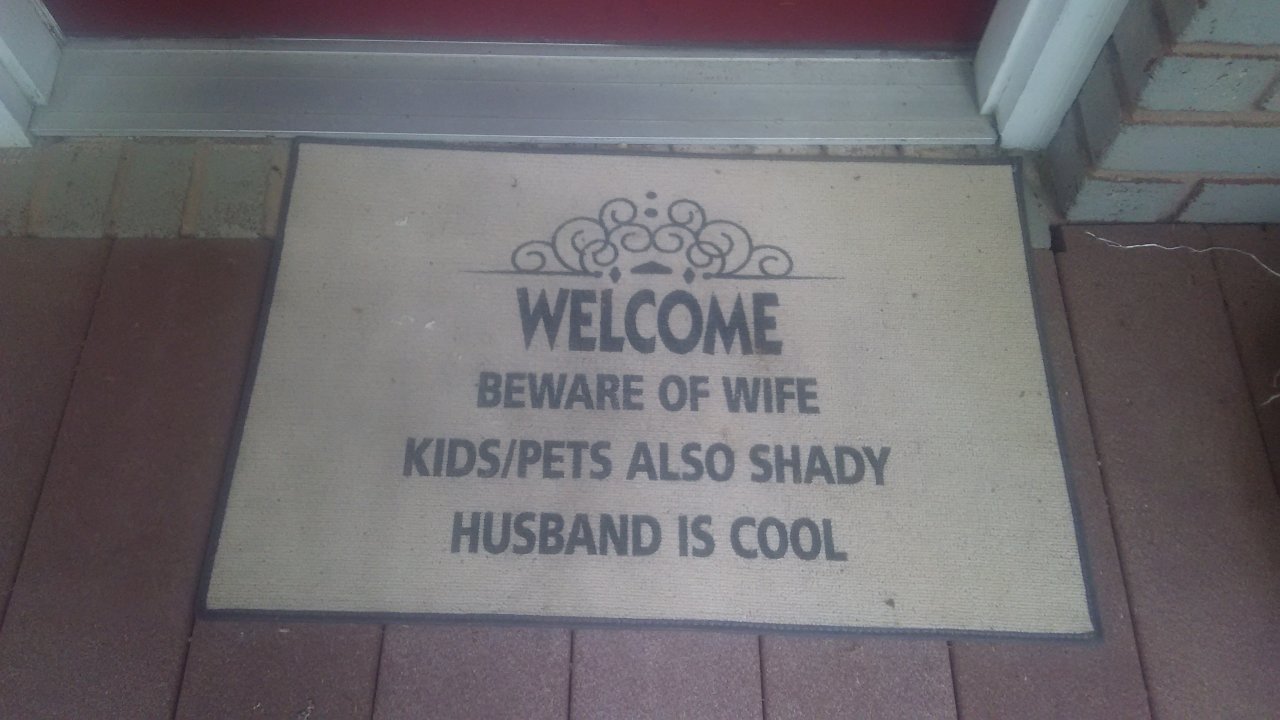 WELCOME
BEWARE OF WIFE
KIDS/PETS ALSO SHADY
HUSBAND IS COOL